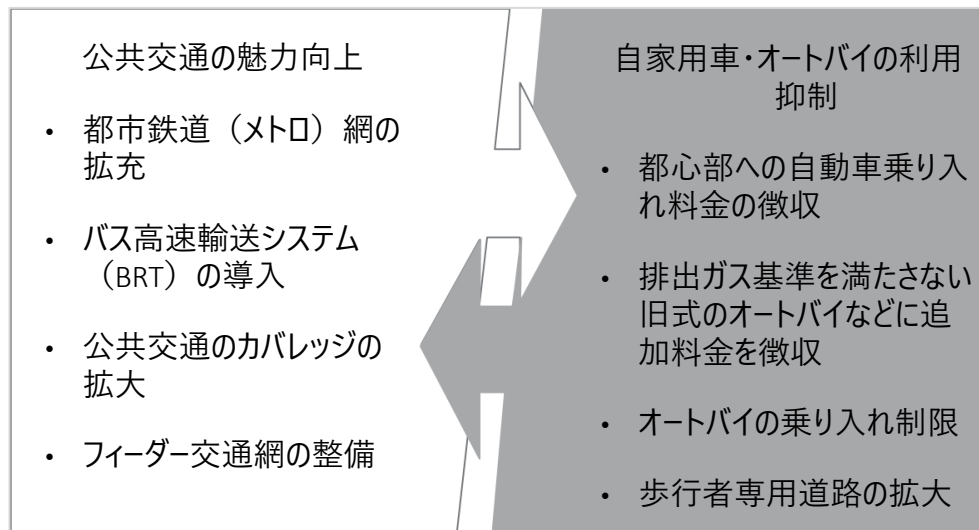 公共交通の魅力向上
• 都市鉄道（メトロ）網の
拡充
• バス高速輸送システム
（BRT）の導入
• 公共交通のカバレッジの
拡大
• フィーダー交通網の整備
自家用車・オートバイの利用
抑制
• 都心部への自動車乗り入
れ料金の徴収
• 排出ガス基準を満たさない
旧式のオートバイなどに追
加料金を徴収
• オートバイの乗り入れ制限
• 歩行者専用道路の拡大